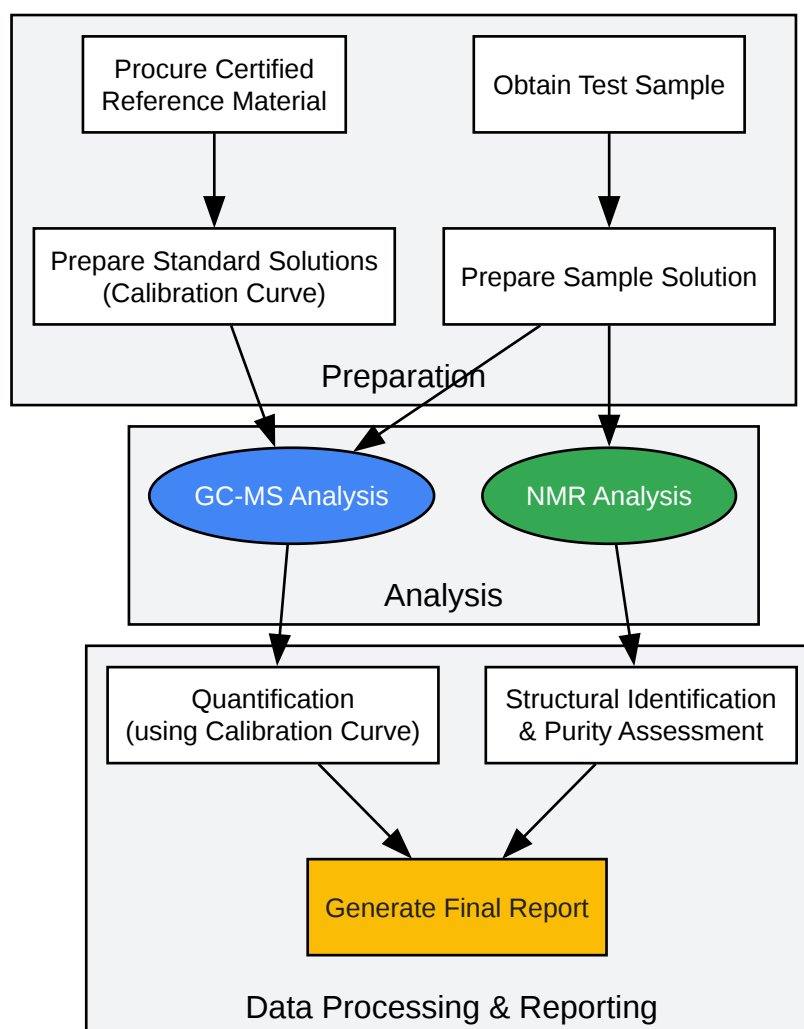 Procure Certified
Reference Material
Obtain Test Sample
Prepare Standard Solutions
(Calibration Curve)
Prepare Sample Solution
Preparation
GC-MS Analysis
NMR Analysis
Analysis
Quantification
(using Calibration Curve)
Structural Identification
& Purity Assessment
Generate Final Report
Data Processing & Reporting